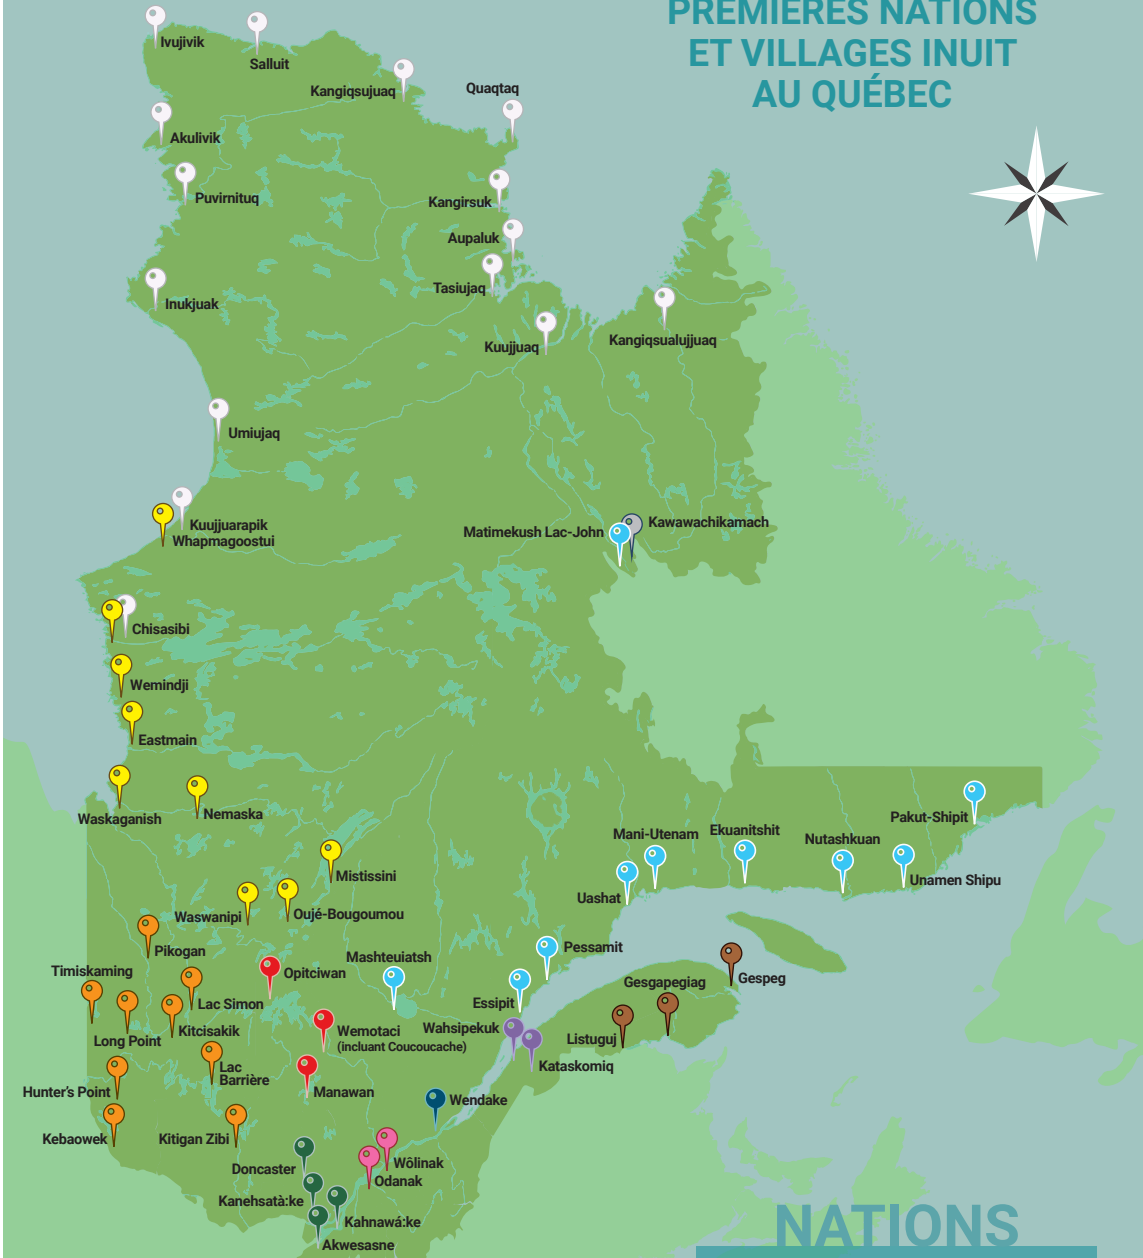 PREMIÈRES NATIONS
ET VILLAGES INUIT
AU QUÉBEC
Ivujivik
Salluit
Kangiqsujuaq
Quaqtaq
Akulivik
Puvirnituq
Kangirsuk
Aupaluk
Tasiujaq
Inukjuak
Kuujjuaq
Kangiqsualujjuaq
Umiujaq
Kuujjuarapik
Whapmagoostui
Matimekush Lac-John
Kawawachikamach
Chisasibi
Wemindji
Eastmain
Waskaganish
Nemaska
Pakut-Shipit
Mani-Utenam
Ekuanitshit
Nutashkuan
Unamen Shipu
Uashat
Mistissini
Waswanipi
Oujé-Bougoumou
Pikogan
Pessamit
Mashteuiatsh
Timiskaming
Opitciwan
Gespeg
Gesgapegiag
Lac Simon
Essipit
Long Point
Kitcisakik
Wemotaci
(incluant Coucoucache)
Wahsipekuk
Listuguj
Kataskomiq
Lac
Barrière
Hunter's Point
Manawan
Wendake
Kebaowek
Kitigan Zibi
Doncaster
Wôlinak
Odanak
Kanehsatà:ke
Kahnawá:ke
Akwesasne
NATIONS